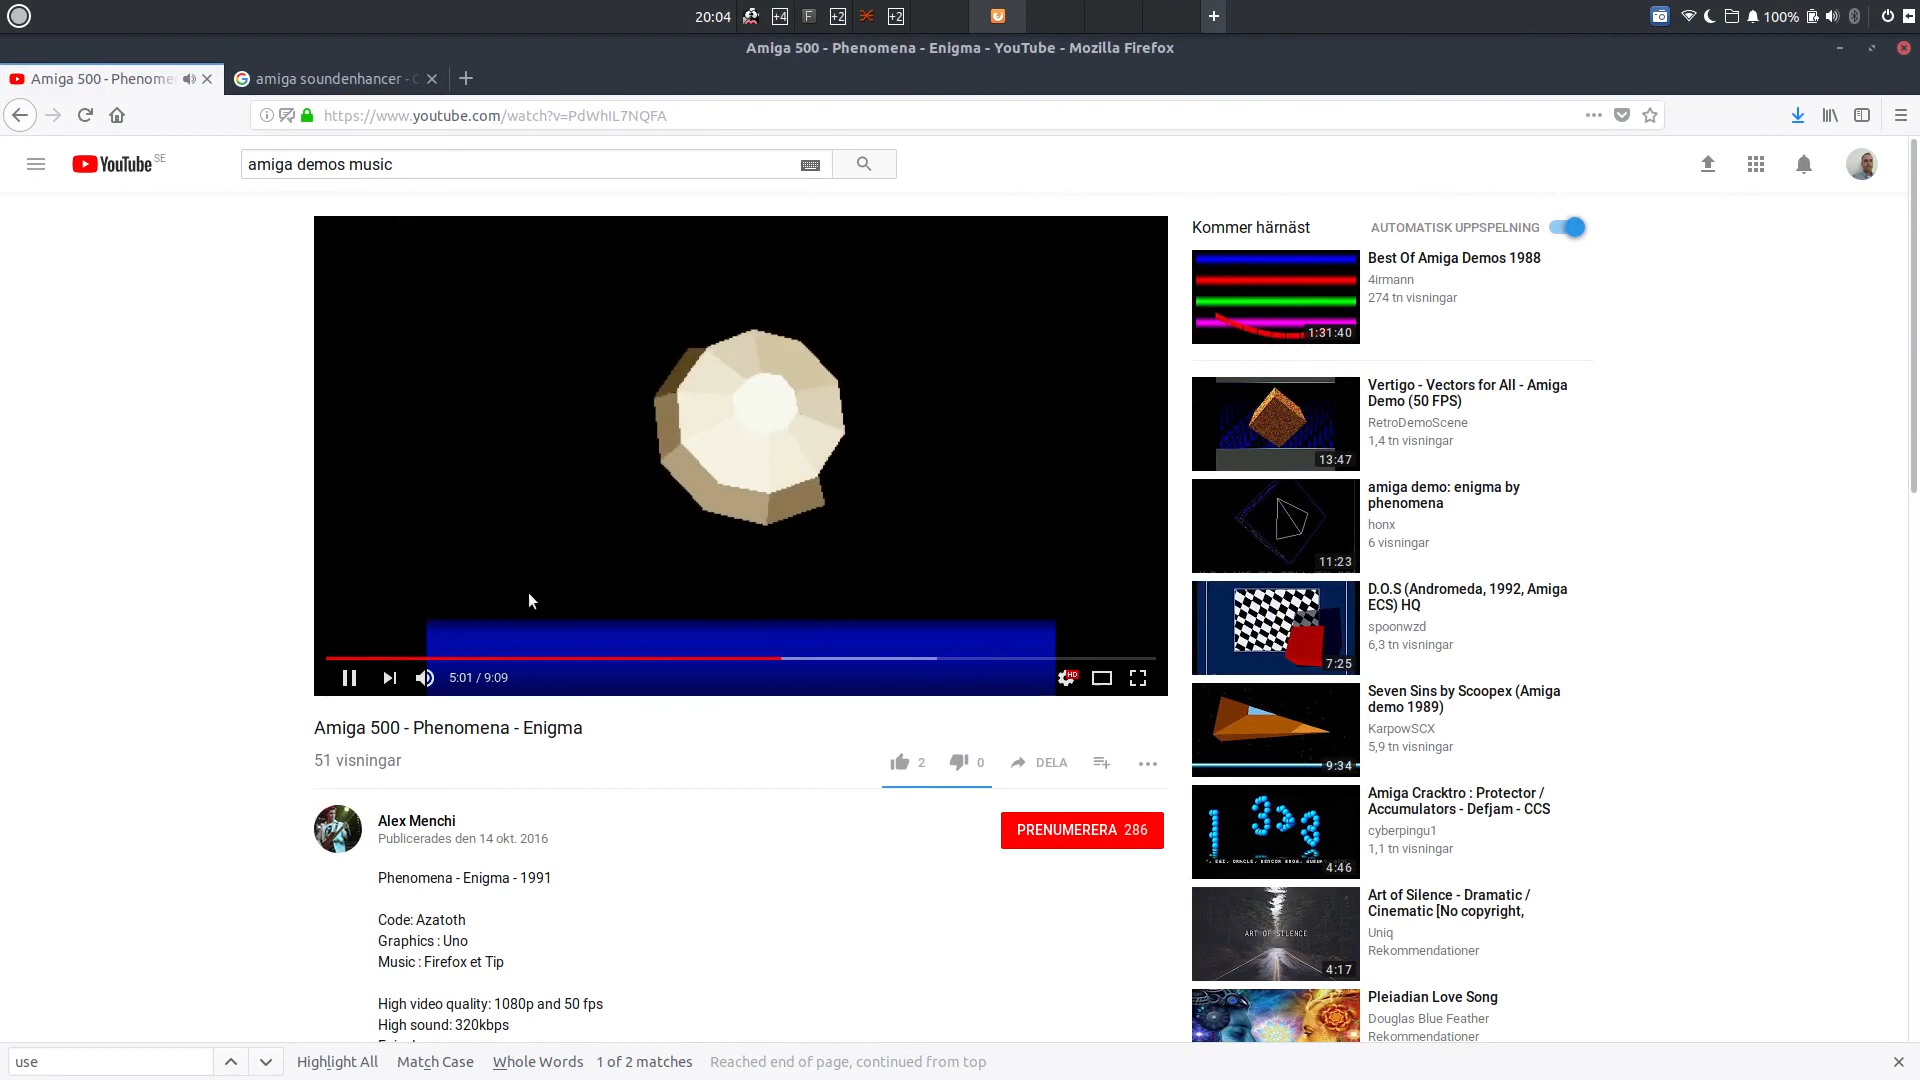 20:04 +4 F +2 +2 + 100%
Amiga 500 - Phenomena - Enigma - YouTube - Mozilla Firefox
Amiga 500 - Phenome
amiga soundenhancer -
https://www.youtube.com/watch?v=PdWhIL7NQFA
YouTube SE
amiga demos music
5:01 / 9:09
HD
Amiga 500 - Phenomena - Enigma
51 visningar
2 0 DELA
Alex Menchi
Publicerades den 14 okt. 2016
PRENUMERERA 286
Phenomena - Enigma - 1991
Code: Azatoth
Graphics : Uno
Music : Firefox et Tip
High video quality: 1080p and 50 fps
High sound: 320kbps
Kommer härnäst
AUTOMATISK UPPSPELNING
1:31:40
Best Of Amiga Demos 1988
4irmann
274 tn visningar
13:47
Vertigo - Vectors for All - Amiga
Demo (50 FPS)
RetroDemoScene
1,4 tn visningar
11:23
amiga demo: enigma by
phenomena
honx
6 visningar
7:25
D.O.S (Andromeda, 1992, Amiga
ECS) HQ
spoonwzd
6,3 tn visningar
9:34
Seven Sins by Scoopex (Amiga
demo 1989)
KarpowSCX
5,9 tn visningar
4:46
Amiga Cracktro : Protector /
Accumulators - Defjam - CCS
cyberpingu1
1,1 tn visningar
ART OF SILENCE
4:17
Art of Silence - Dramatic /
Cinematic [No copyright,
Uniq
Rekommendationer
Pleiadian Love Song
Douglas Blue Feather
Rekommendationer
use
Highlight All Match Case Whole Words 1 of 2 matches Reached end of page, continued from top